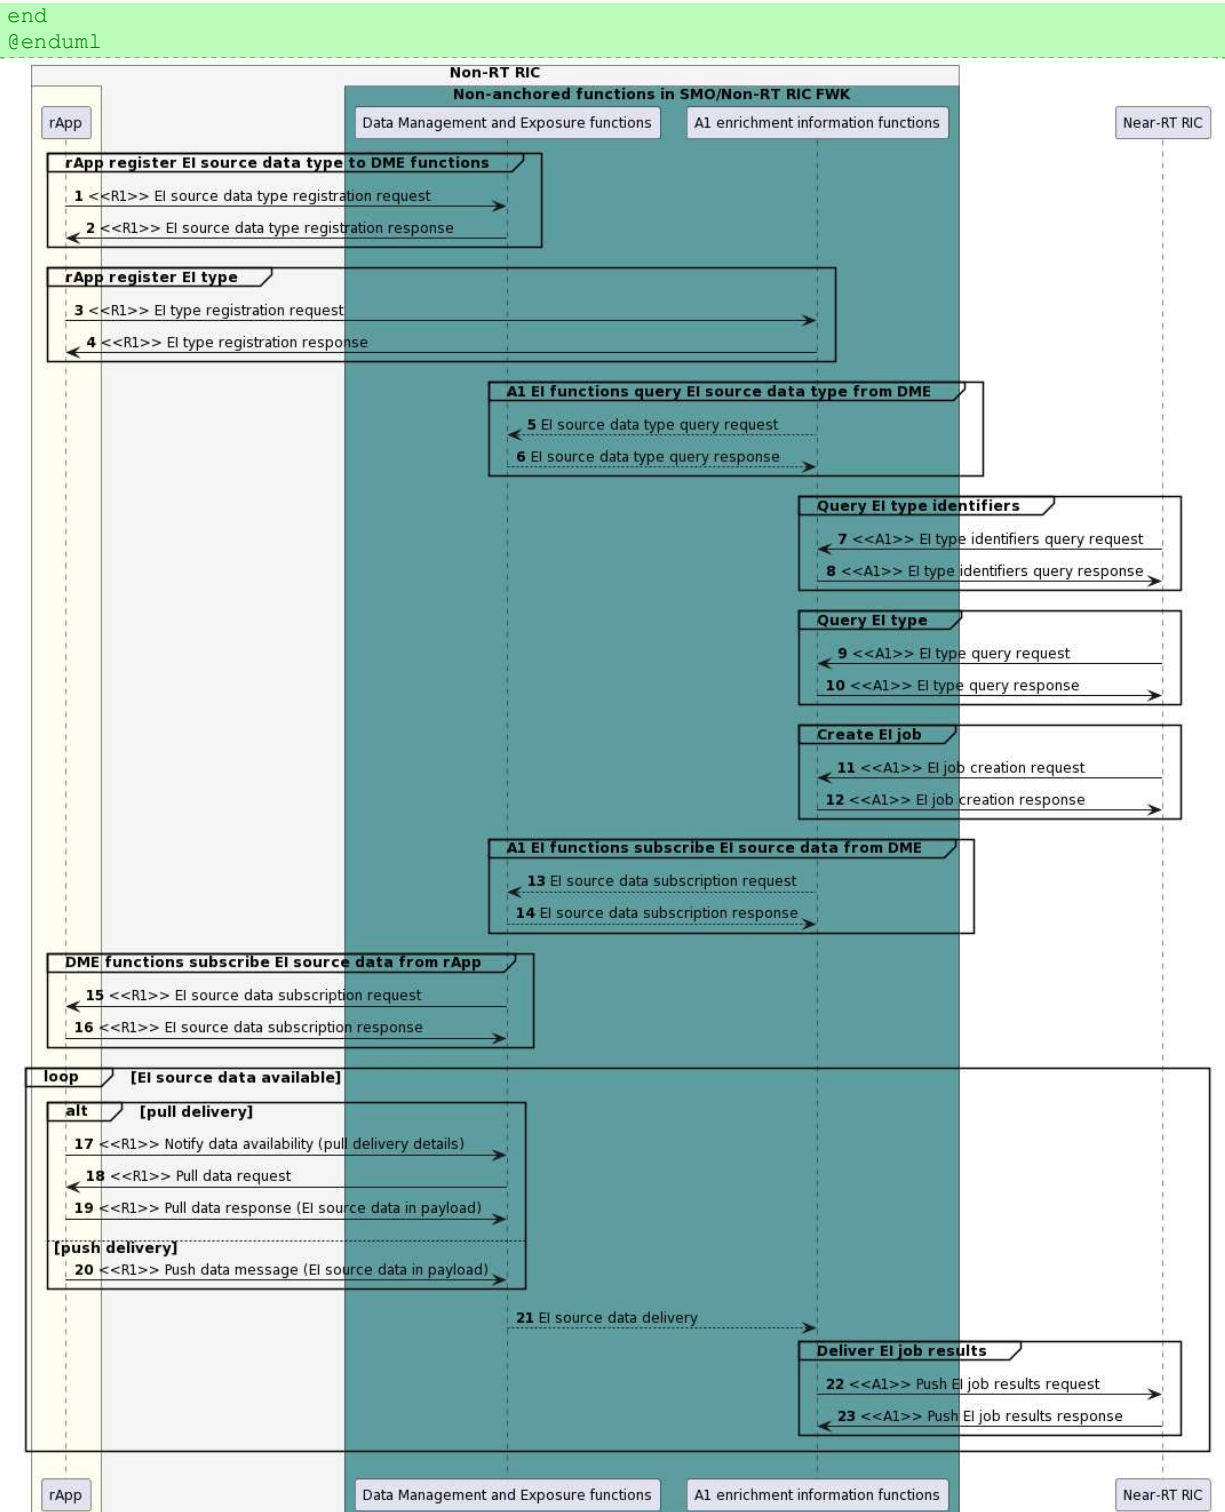 end
@enduml
Non-RT RIC
Non-anchored functions in SMO/Non-RT RIC FWK
rApp
Data Management and Exposure functions
A1 enrichment information functions
Near-RT RIC
rApp register EI source data type to DME functions
1 <<R1>> EI source data type registration request
2 <<R1>> EI source data type registration response
rApp register EI type
3 <<R1>> EI type registration request
4 <<R1>> EI type registration response
A1 EI functions query EI source data type from DME
5 EI source data type query request
6 EI source data type query response
Query EI type identifiers
7 <<A1>> EI type identifiers query request
8 <<A1>> EI type identifiers query response
Query EI type
9 <<A1>> EI type query request
10 <<A1>> EI type query response
Create EI job
11 <<A1>> EI job creation request
12 <<A1>> EI job creation response
A1 EI functions subscribe EI source data from DME
13 EI source data subscription request
14 EI source data subscription response
DME functions subscribe EI source data from rApp
15 <<R1>> EI source data subscription request
16 <<R1>> EI source data subscription response
loop [EI source data available]
alt [pull delivery]
17 <<R1>> Notify data availability (pull delivery details)
18 <<R1>> Pull data request
19 <<R1>> Pull data response (EI source data in payload)
[push delivery]
20 <<R1>> Push data message (EI source data in payload)
21 EI source data delivery
Deliver EI job results
22 <<A1>> Push EI job results request
23 <<A1>> Push EI job results response
rApp
Data Management and Exposure functions
A1 enrichment information functions
Near-RT RIC